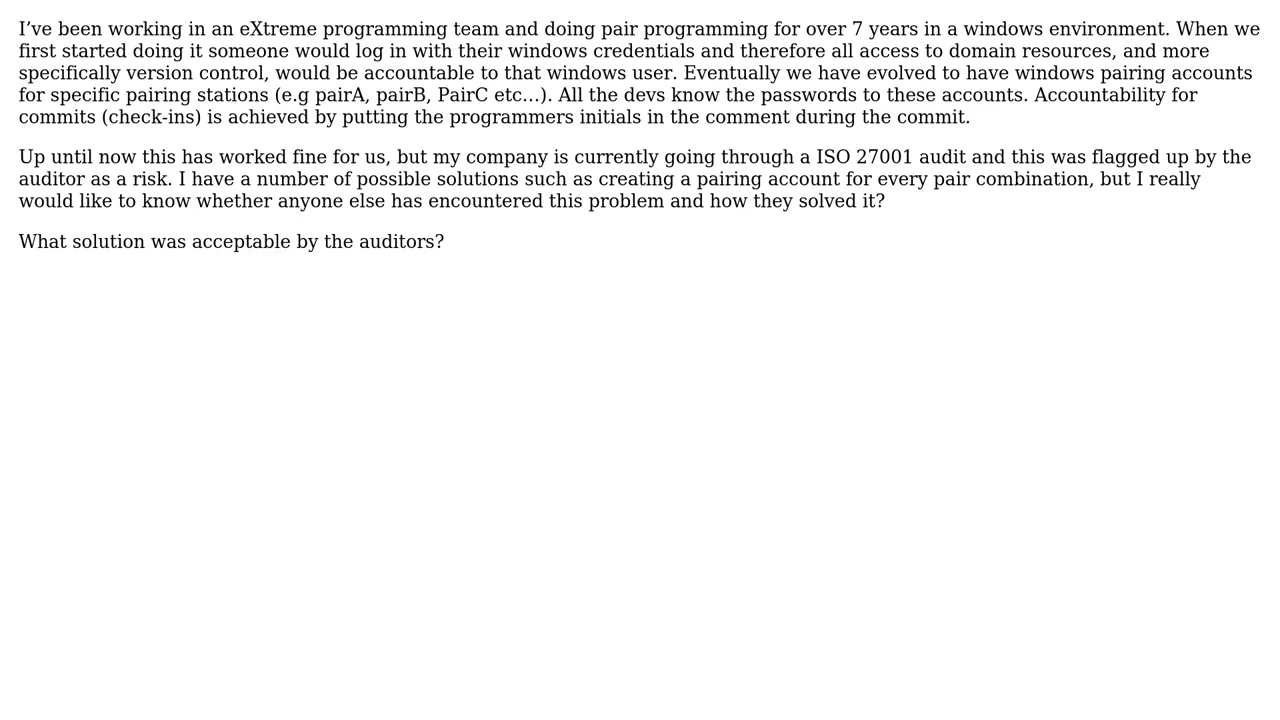 I’ve been working in an eXtreme programming team and doing pair programming for over 7 years in a windows environment. When we
first started doing it someone would log in with their windows credentials and therefore all access to domain resources, and more
specifically version control, would be accountable to that windows user. Eventually we have evolved to have windows pairing accounts
for specific pairing stations (e.g pairA, pairB, PairC etc…). All the devs know the passwords to these accounts. Accountability for
commits (check-ins) is achieved by putting the programmers initials in the comment during the commit.
Up until now this has worked fine for us, but my company is currently going through a ISO 27001 audit and this was flagged up by the
auditor as a risk. I have a number of possible solutions such as creating a pairing account for every pair combination, but I really
would like to know whether anyone else has encountered this problem and how they solved it?
What solution was acceptable by the auditors?